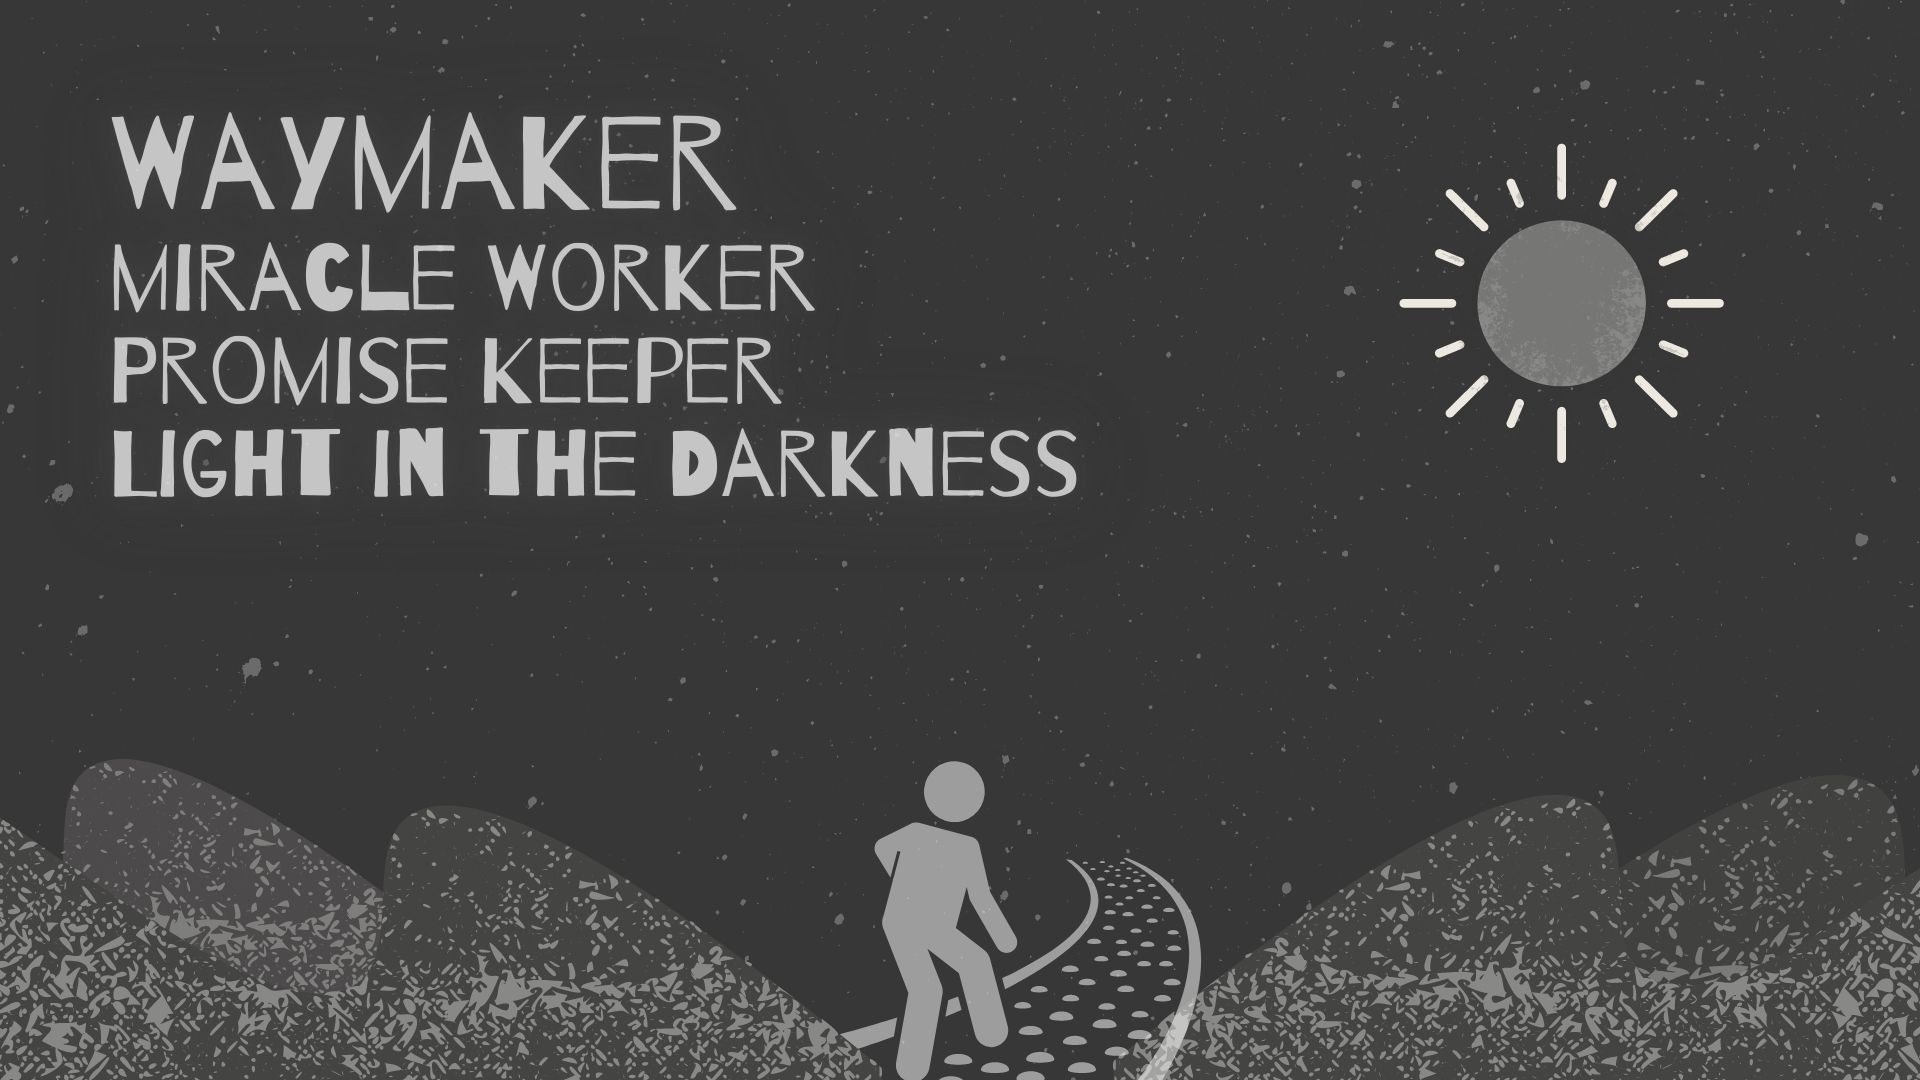 WAYMAKER
MIRACLE WORKER
PROMISE KEEPER
LIGHT IN THE DARKNESS